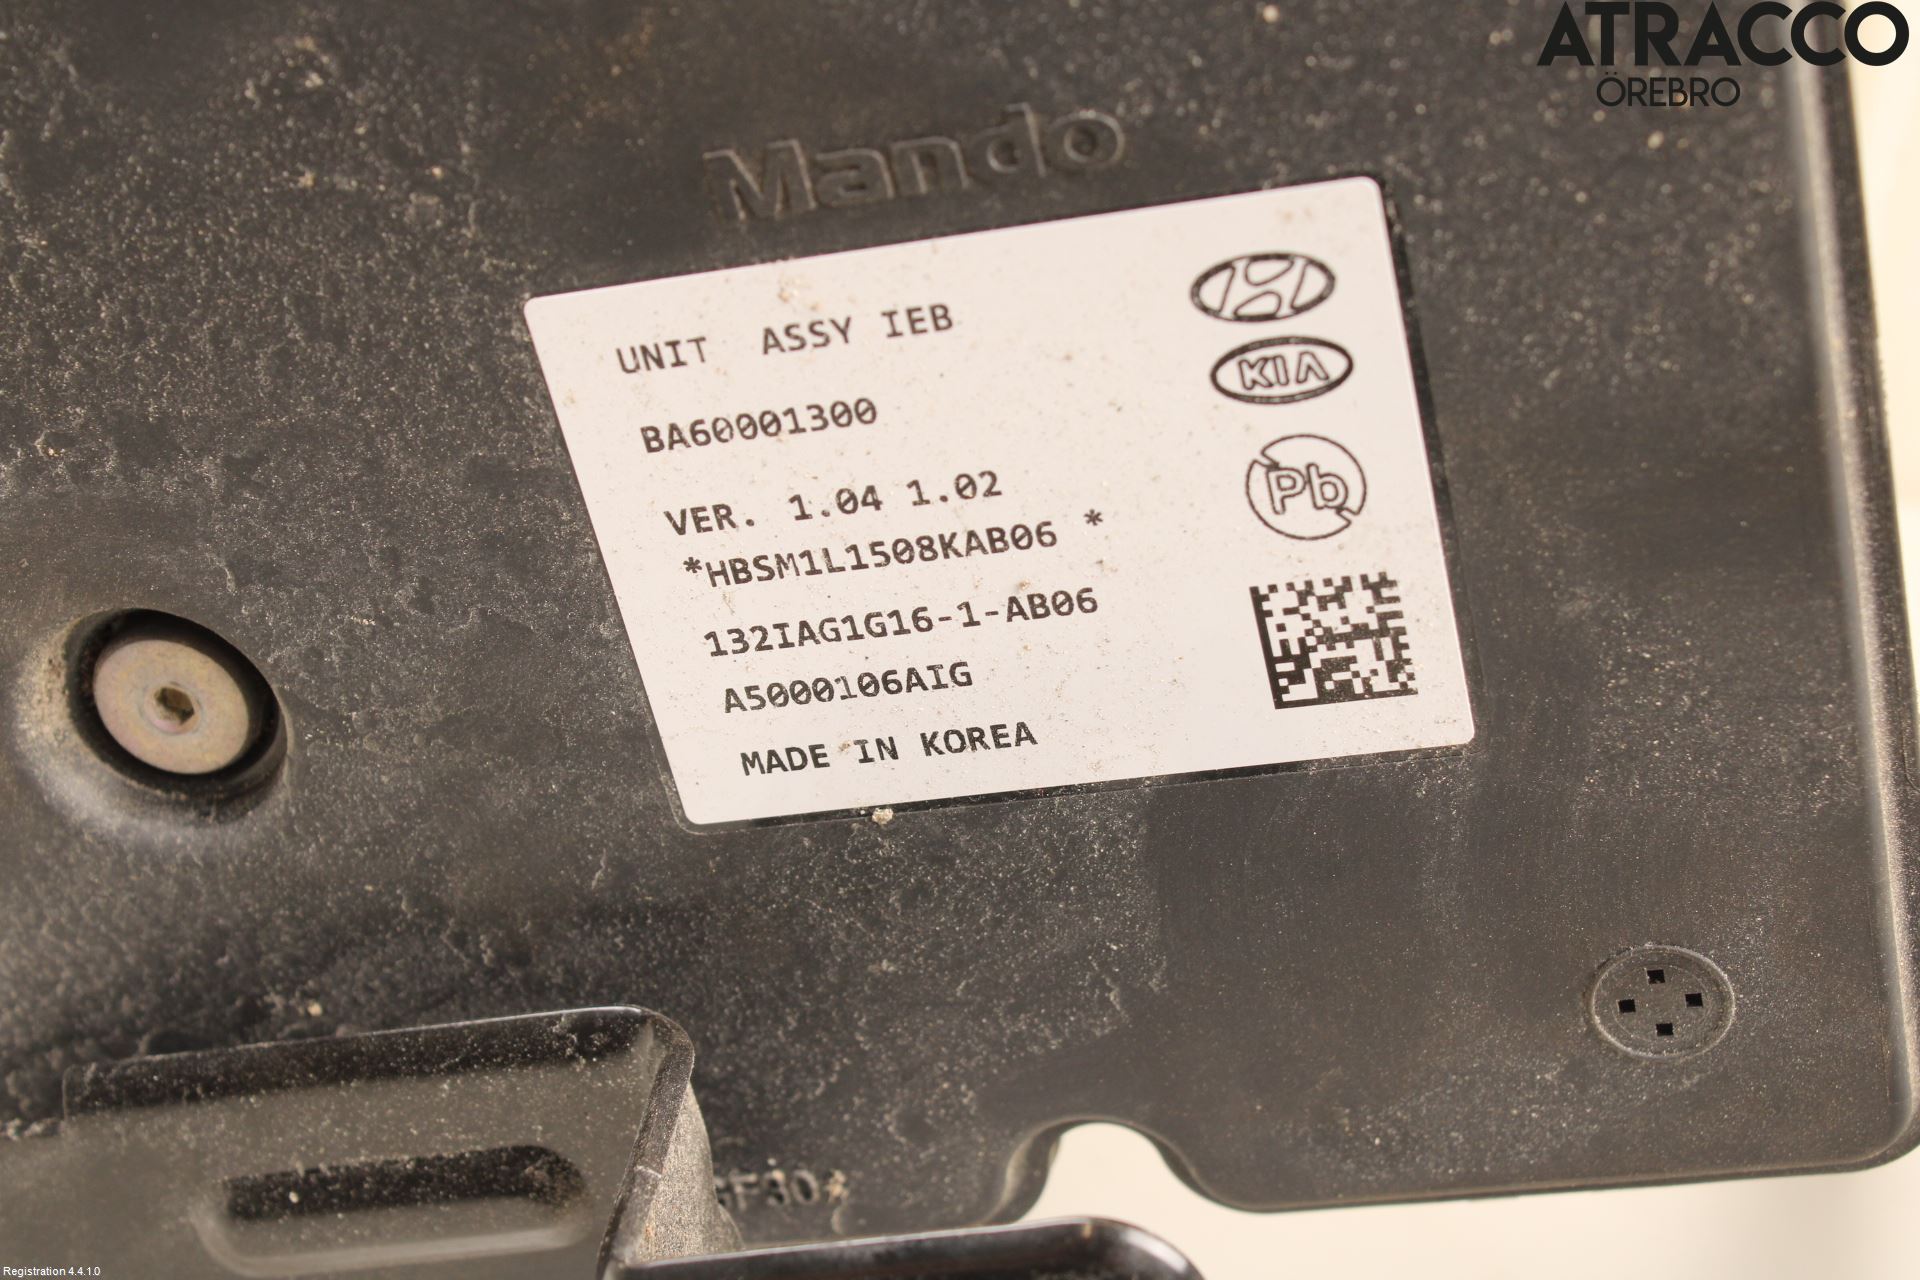 ATRACCO
ÖREBRO
Mando
UNIT ASSY IEB
BA60001300
VER. 1.04 1.02
*HBSM1L1508KAB06 *
132IAG1G16-1-AB06
A5000106AIG
MADE IN KOREA
KIA
Pb
Registration 4.4.1.0